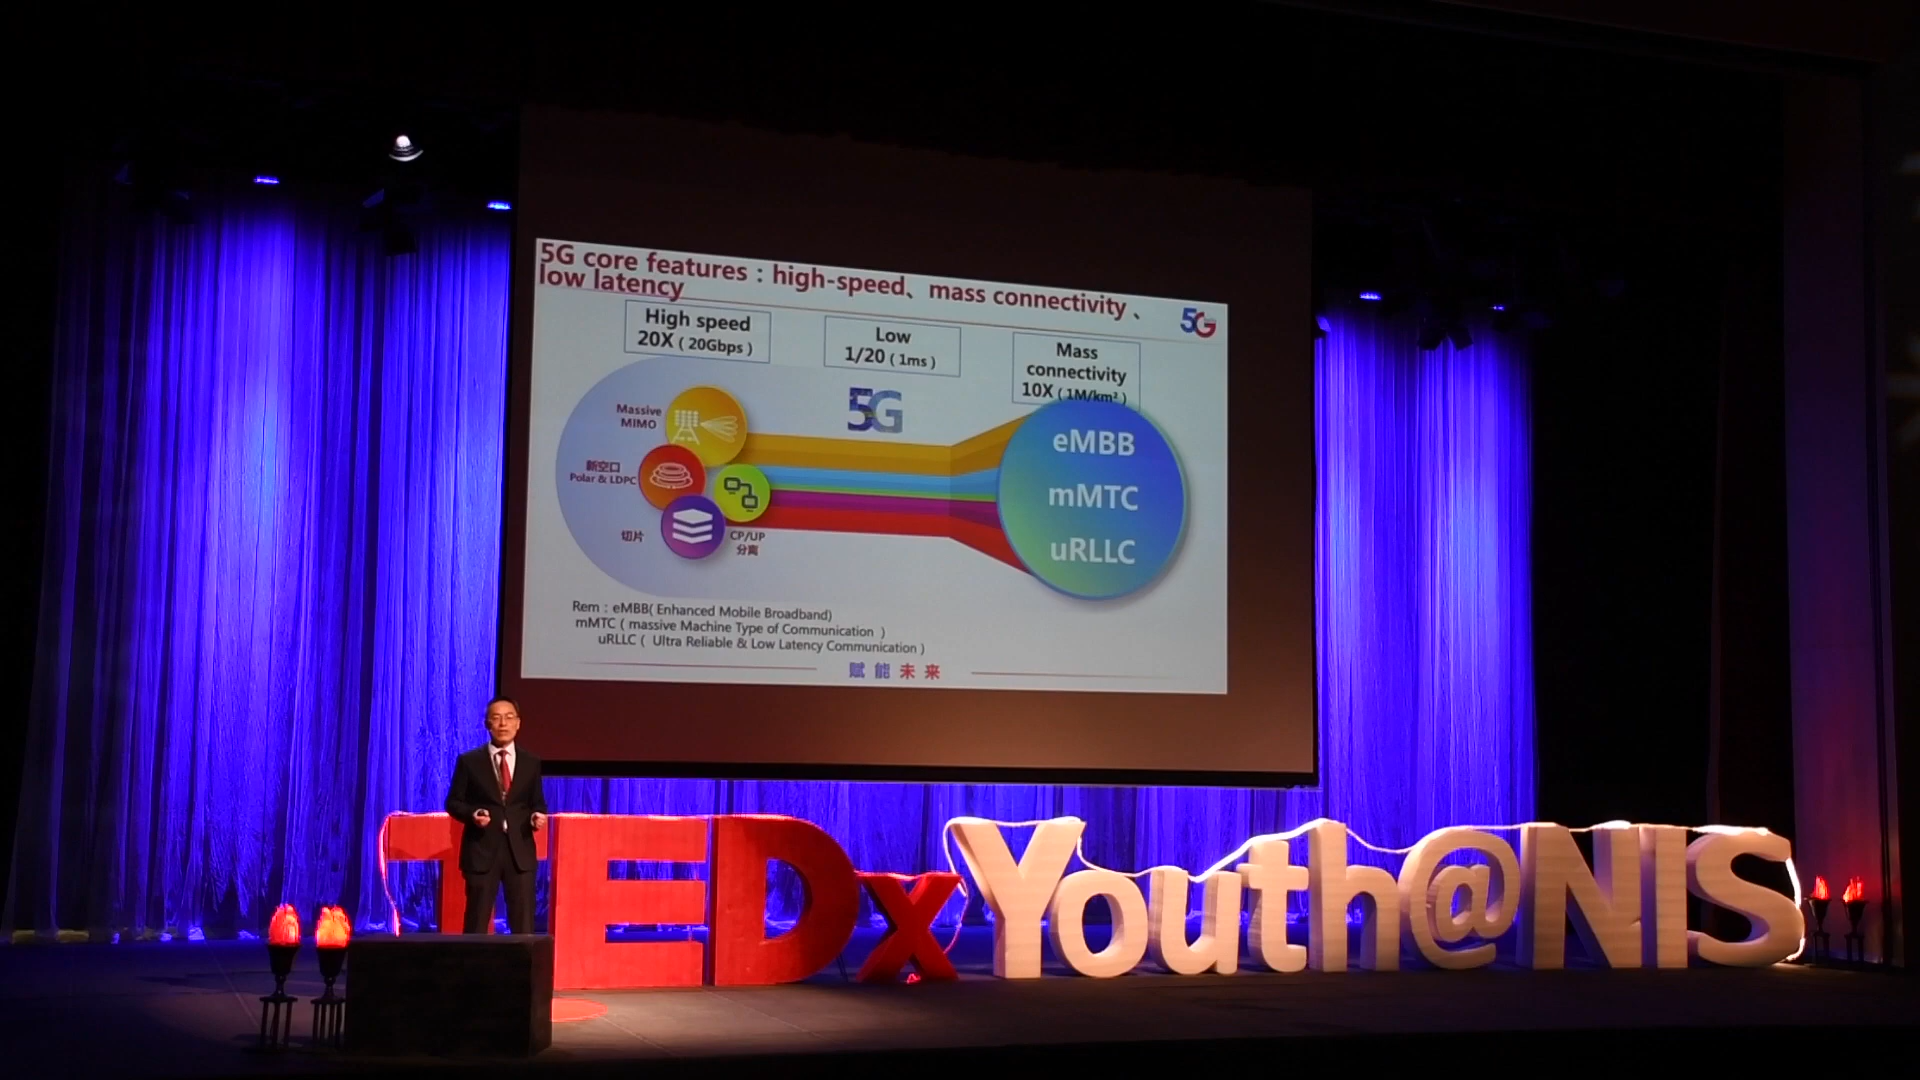 5G core features：high-speed、mass connectivity 、
low latency
5G
High speed
20X（20Gbps）
Low
1/20（1ms）
Mass
connectivity
10X（1M/km²）
5G
Massive
MIMO
新空口
Polar & LDPC
切片
CP/UP
分离
eMBB
mMTC
uRLLC
Rem：eMBB( Enhanced Mobile Broadband)
mMTC（massive Machine Type of Communication ）
uRLLC（ Ultra Reliable & Low Latency Communication）
赋能未来
TEDxYouth@NIS